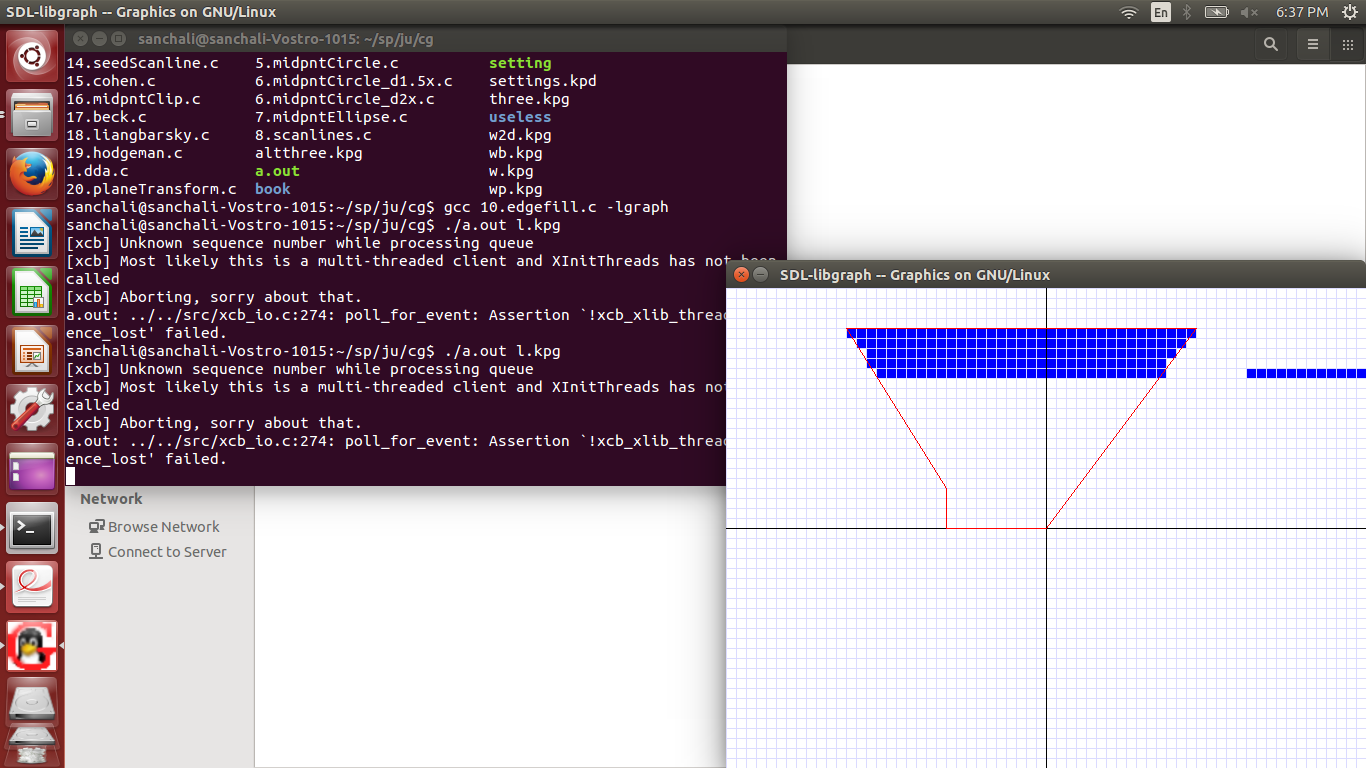 SDL-libgraph -- Graphics on GNU/Linux
En
6:37 PM
sanchali@sanchali-Vostro-1015: ~/sp/ju/cg
14.seedScanline.c 5.midpntCircle.c setting
15.cohen.c 6.midpntCircle_d1.5x.c settings.kpd
16.midpntClip.c 6.midpntCircle_d2x.c three.kpg
17.beck.c 7.midpntEllipse.c useless
18.liangbarsky.c 8.scanlines.c w2d.kpg
19.hodgeman.c altthree.kpg wb.kpg
1.dda.c a.out w.kpg
20.planeTransform.c book wp.kpg
sanchali@sanchali-Vostro-1015:~/sp/ju/cg$ gcc 10.edgefill.c -lgraph
sanchali@sanchali-Vostro-1015:~/sp/ju/cg$ ./a.out l.kpg
[xcb] Unknown sequence number while processing queue
[xcb] Most likely this is a multi-threaded client and XInitThreads has not been
called
[xcb] Aborting, sorry about that.
a.out: ../../src/xcb_io.c:274: poll_for_event: Assertion `!xcb_xlib_threa
ence_lost' failed.
sanchali@sanchali-Vostro-1015:~/sp/ju/cg$ ./a.out l.kpg
[xcb] Unknown sequence number while processing queue
[xcb] Most likely this is a multi-threaded client and XInitThreads has not
called
[xcb] Aborting, sorry about that.
a.out: ../../src/xcb_io.c:274: poll_for_event: Assertion `!xcb_xlib_threa
ence_lost' failed.
SDL-libgraph -- Graphics on GNU/Linux
Network
Browse Network
Connect to Server